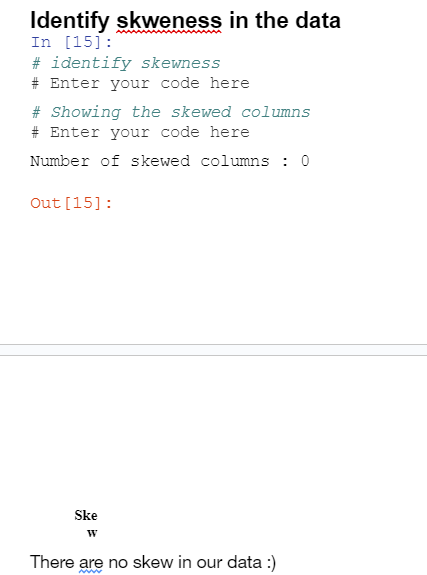 Identify skweness in the data
In [15]:
# identify skewness
# Enter your code here
# Showing the skewed columns
# Enter your code here
Number of skewed columns : 0
Out[15]:
Ske
w
There are no skew in our data :)